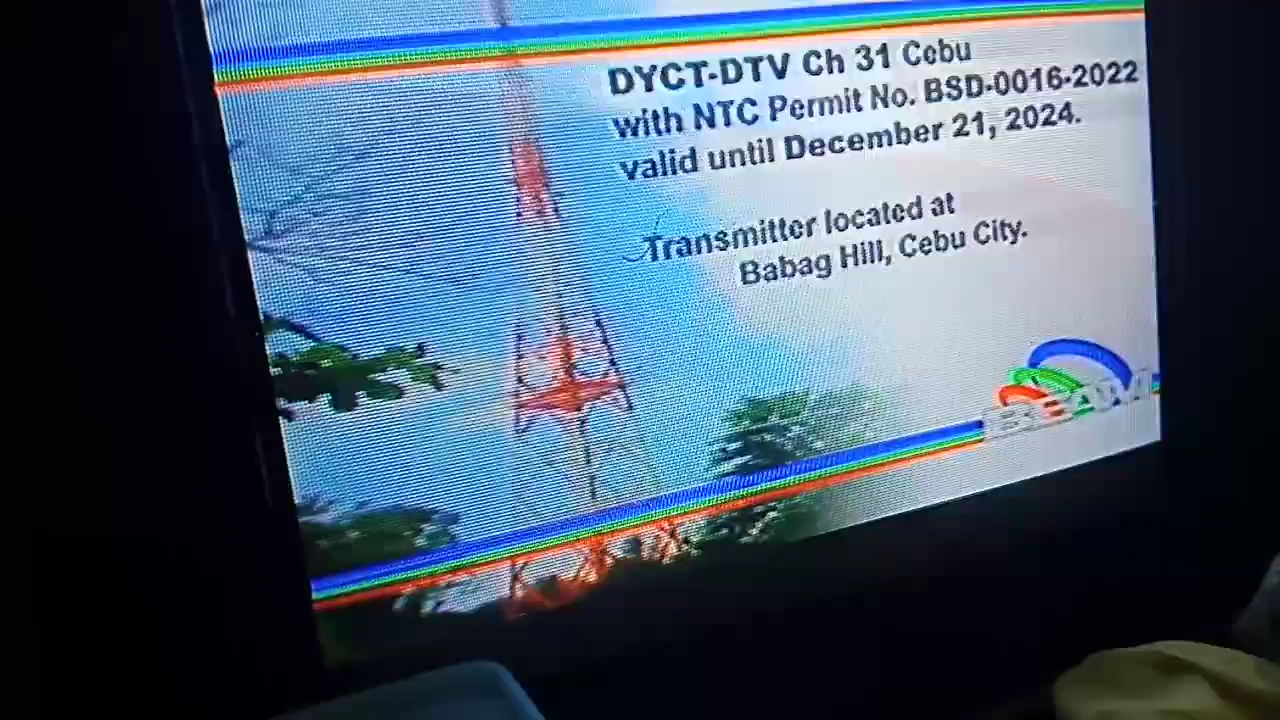 DYCT-DTV Ch 31 Cebu
with NTC Permit No. BSD-0016-2022
valid until December 21, 2024.
Transmitter located at
Babag Hill, Cebu City.
BEAM